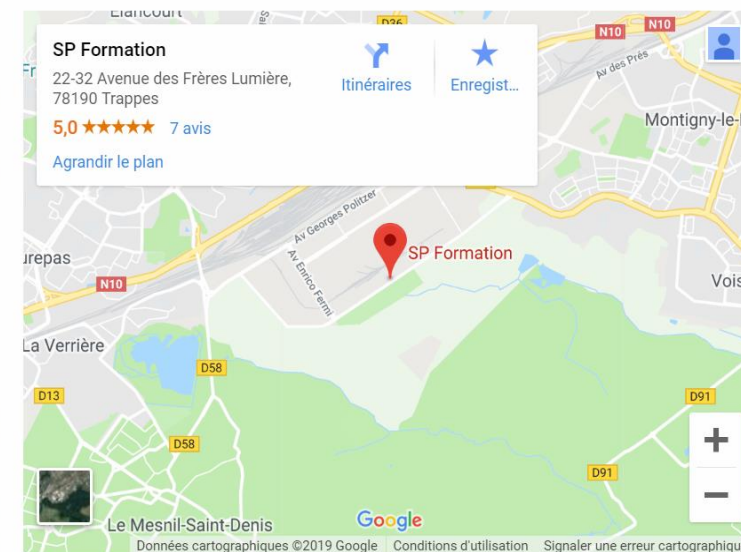 Élancourt
D36
N10
N10
SP Formation
22-32 Avenue des Frères Lumière,
78190 Trappes
5,0 ★★★★★ 7 avis
Agrandir le plan
Itinéraires
Enregist...
Av des Prés
Montigny-le-
Av Georges Politzer
SP Formation
Av Enrico Fermi
urepas
N10
Vois
La Verrière
D58
D13
D91
D58
D91
+
−
Le Mesnil-Saint-Denis
Google
Données cartographiques ©2019 Google Conditions d'utilisation Signaler une erreur cartographiqu